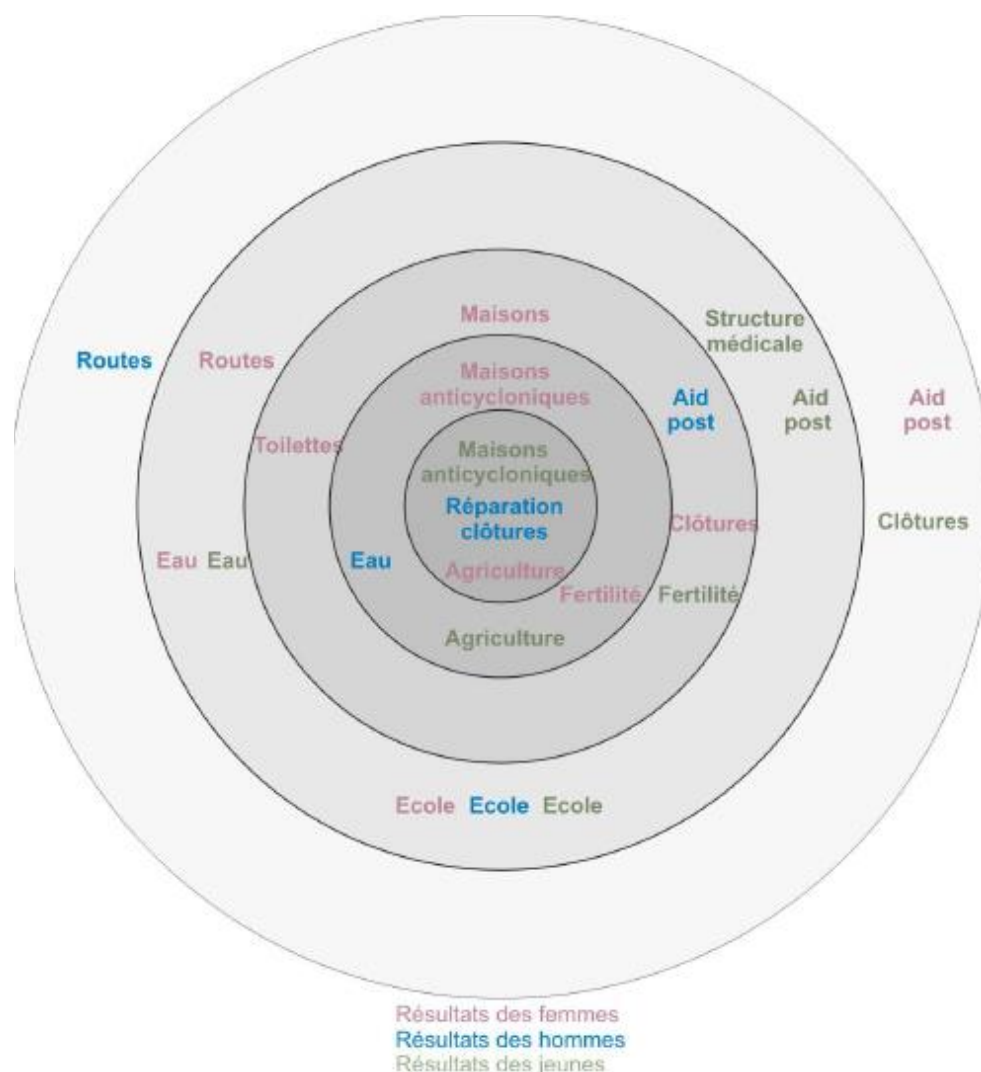 Maisons
Structure
médicale
Routes
Routes
Maisons
anticycloniques
Aid
post
Aid
post
Aid
post
Toilettes
Maisons
anticycloniques
Réparation
clôtures
Clôtures
Clôtures
Eau
Eau
Eau
Agriculture
Fertilité
Fertilité
Agriculture
Ecole
Ecole
Ecole
Résultats des femmes
Résultats des hommes
Résultats des jeunes